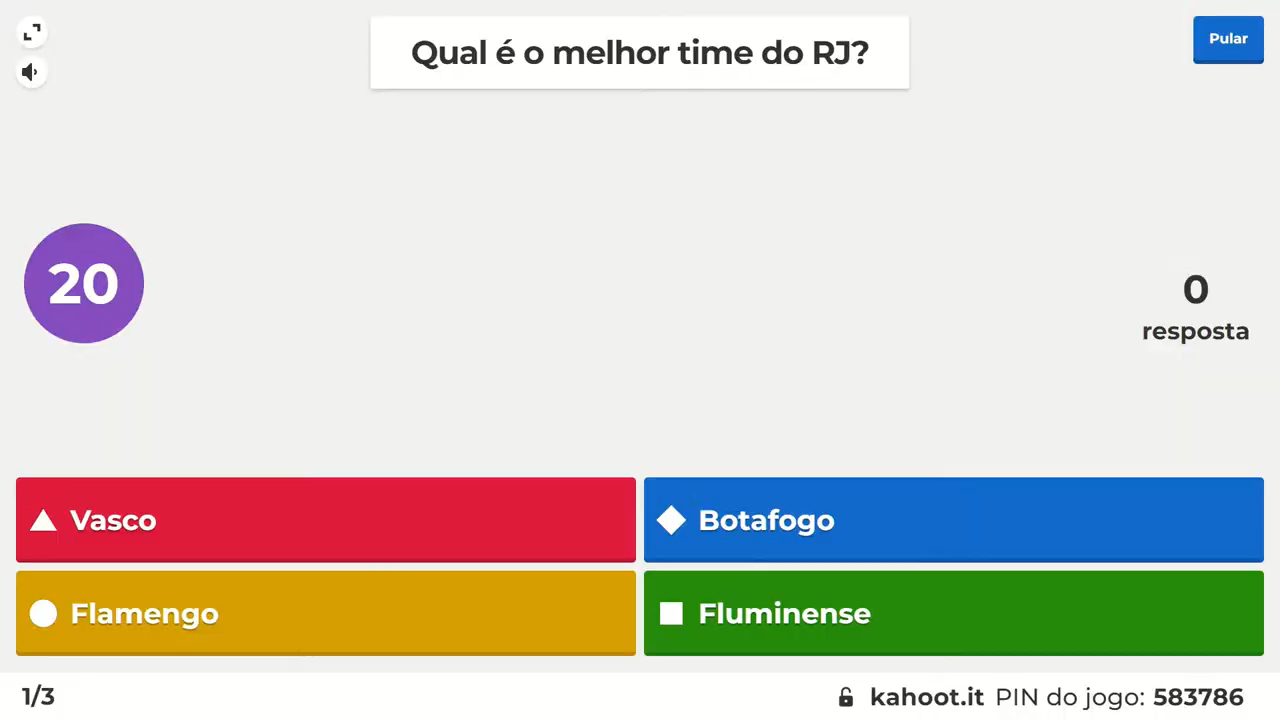 Qual é o melhor time do RJ?
Pular
20
0
resposta
Vasco
Botafogo
Flamengo
Fluminense
1/3
kahoot.it PIN do jogo: 583786